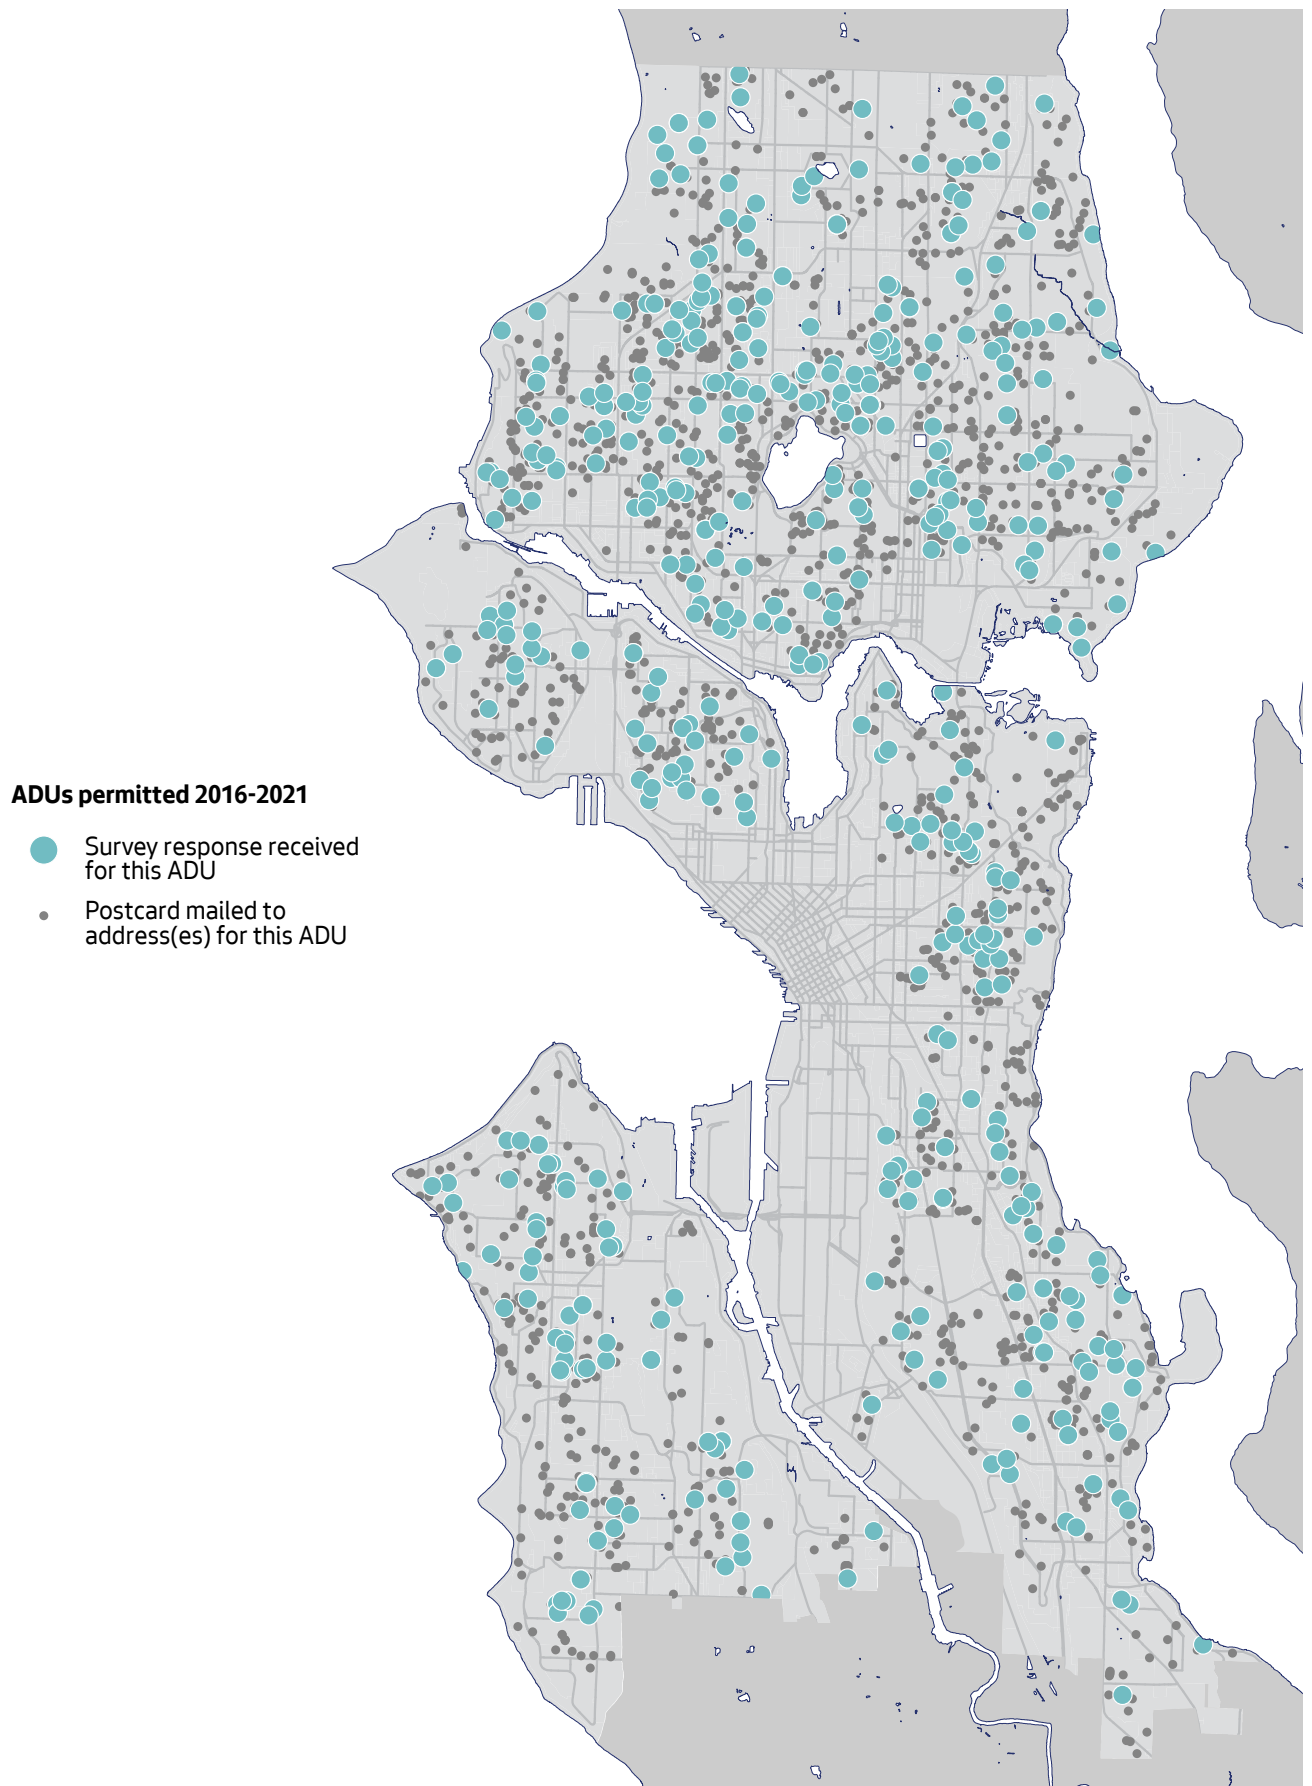 ADUs permitted 2016-2021
Survey response received
for this ADU
Postcard mailed to
address(es) for this ADU